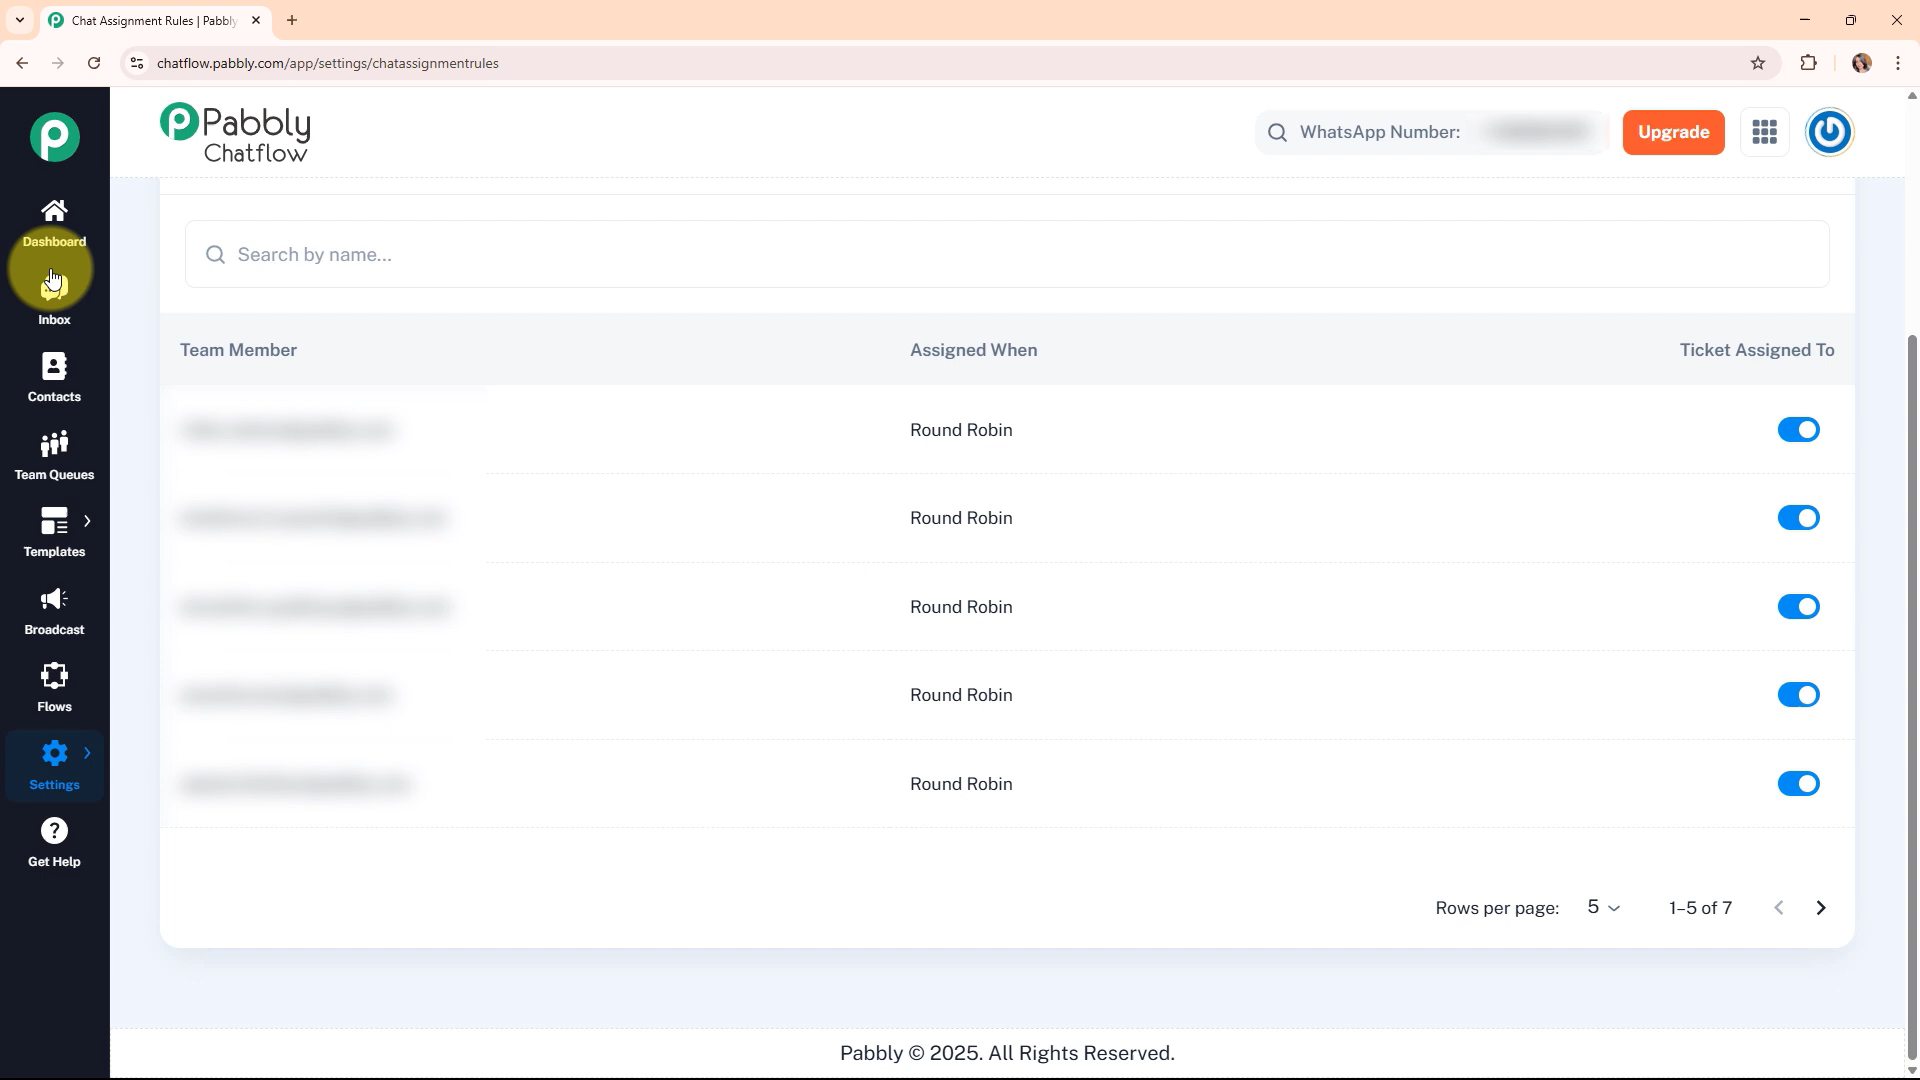 Chat Assignment Rules | Pabbly
chatflow.pabbly.com/app/settings/chatassignmentrules
Pabbly
Chatflow
WhatsApp Number:
Upgrade
Dashboard
Inbox
Contacts
Team Queues
Templates
Broadcast
Flows
Settings
Get Help
Search by name...
Team Member Assigned When Ticket Assigned To
Round Robin
Round Robin
Round Robin
Round Robin
Round Robin
Rows per page: 5 1–5 of 7
Pabbly © 2025. All Rights Reserved.